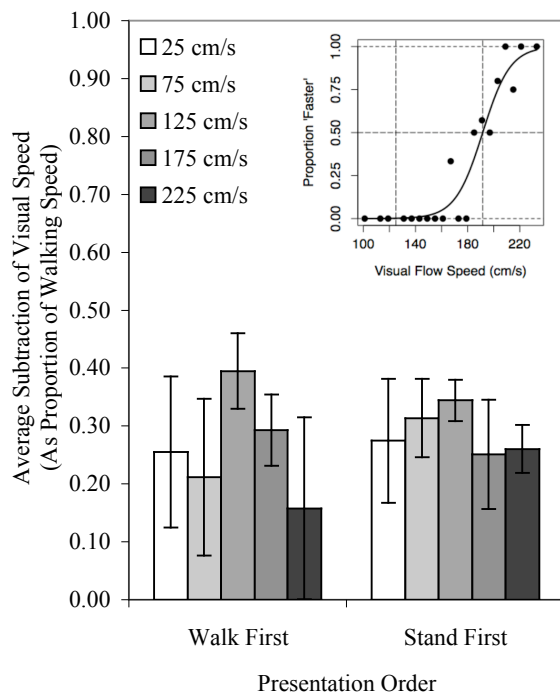 Average Subtraction of Visual Speed
(As Proportion of Walking Speed)
1.00
0.90
0.80
0.70
0.60
0.50
0.40
0.30
0.20
0.10
0.00
25 cm/s
75 cm/s
125 cm/s
175 cm/s
225 cm/s
Proportion 'Faster'
1.00
0.75
0.50
0.25
0.00
100 140 180 220
Visual Flow Speed (cm/s)
Walk First Stand First
Presentation Order